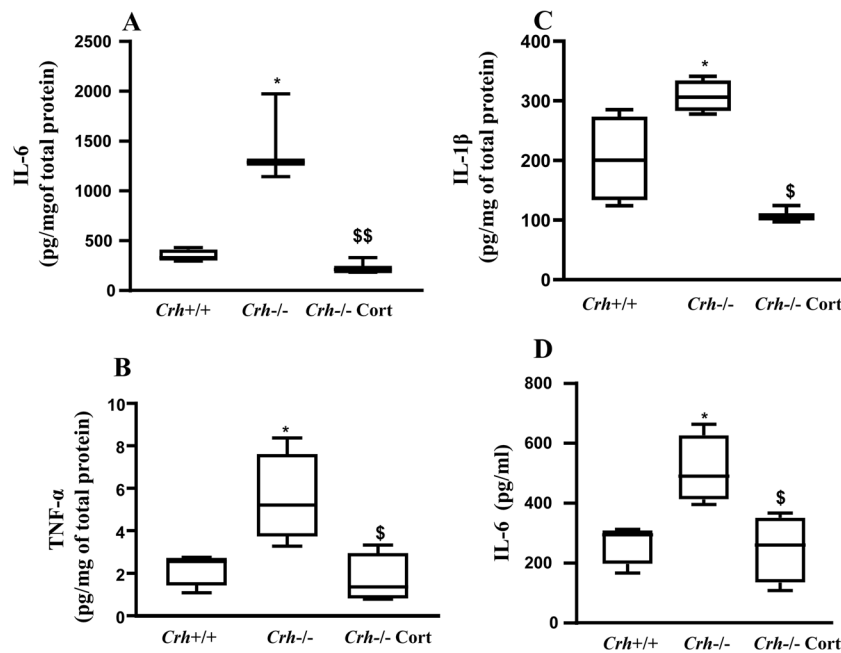 A
IL-6
(pg/mgof total protein)
2500
2000
1500
1000
500
0
*
$$
Crh+/+
Crh-/-
Crh-/- Cort
C
IL-1β
(pg/mg of total protein)
400
300
200
100
0
*
$
Crh+/+
Crh-/-
Crh-/- Cort
B
TNF-α
(pg/mg of total protein)
10
8
6
4
2
0
*
$
Crh+/+
Crh-/-
Crh-/- Cort
D
IL-6 (pg/ml)
800
600
400
200
0
*
$
Crh+/+
Crh-/-
Crh-/- Cort